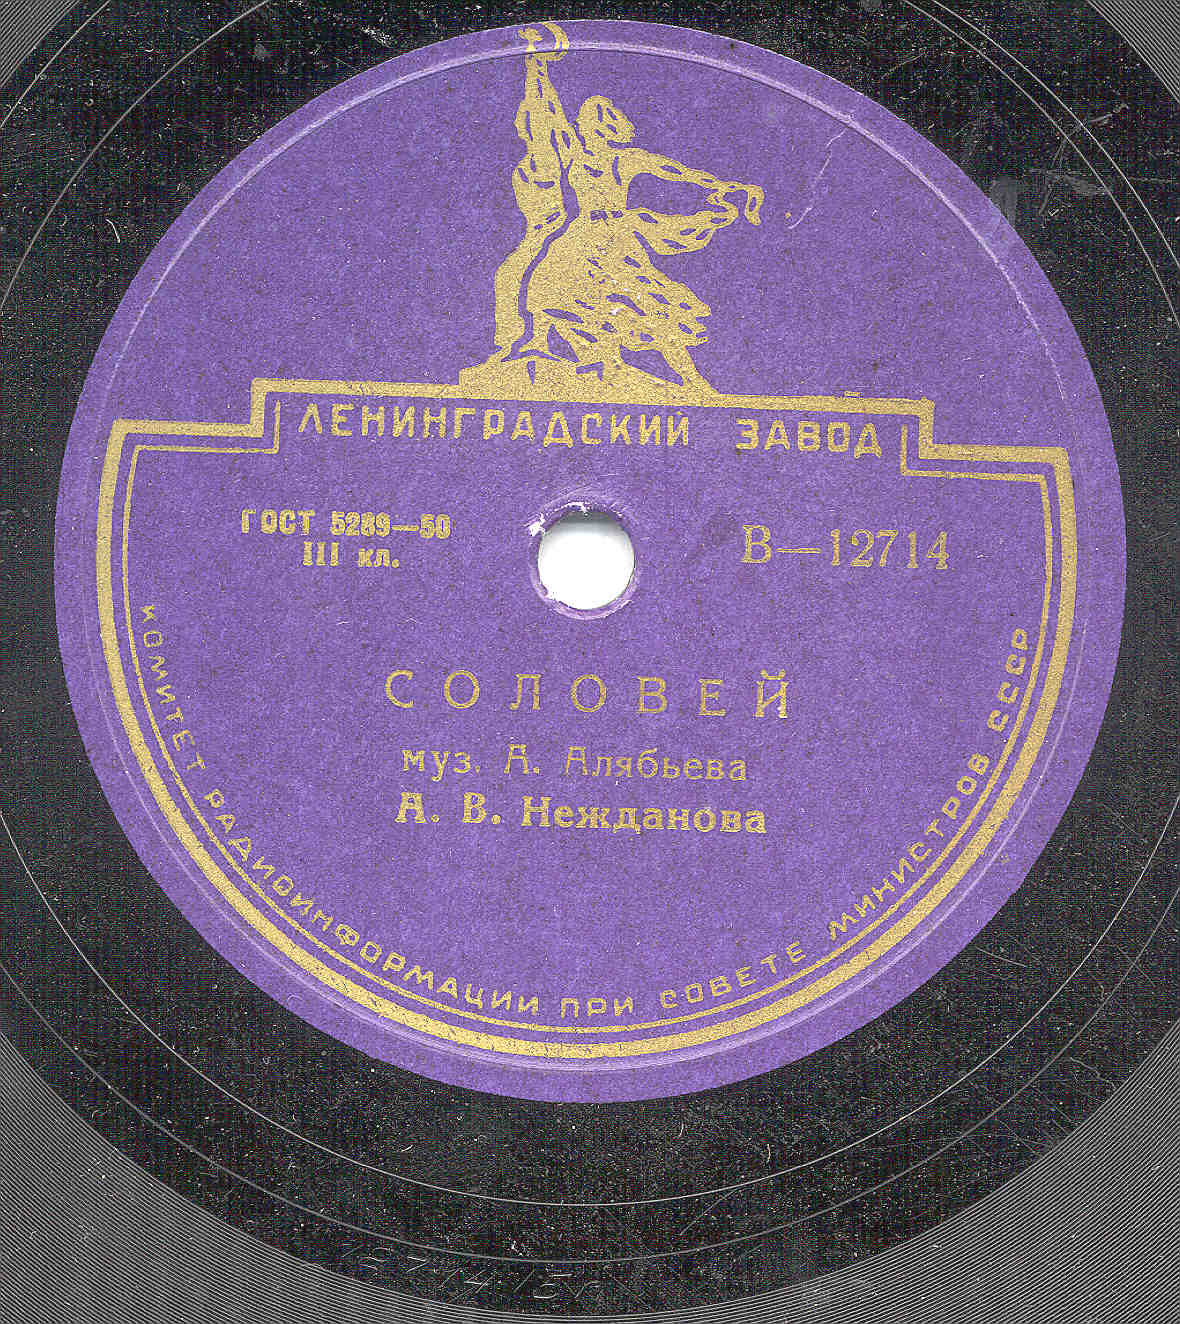 ЛЕНИНГРАДСКИЙ ЗАВОД
ГОСТ 5289—50
III кл.
В—12714
СОЛОВЕЙ
муз. А. Алябьева
А. В. Нежданова
КОМИТЕТ РАДИОИНФОРМАЦИИ ПРИ СОВЕТЕ МИНИСТРОВ СССР